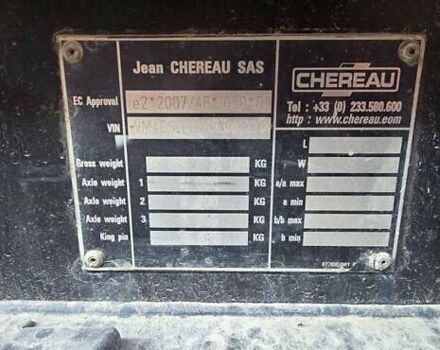 Jean CHEREAU SAS
CHEREAU
EC Approval
Tel : +33 (0) 233.580.600
http : www.chereau.com
VIN
L
Gross weight KG W
Axle weight 1 KG a/a max
Axle weight 2 KG a min
Axle weight 3 KG b/b max
King pin KG b min